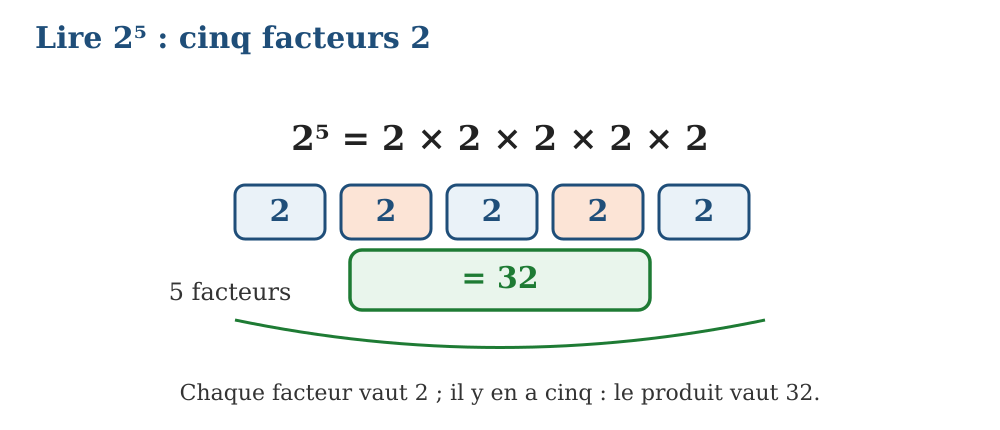 Lire 2⁵ : cinq facteurs 2
2⁵ = 2 × 2 × 2 × 2 × 2
2 2 2 2 2
= 32
5 facteurs
Chaque facteur vaut 2 ; il y en a cinq : le produit vaut 32.